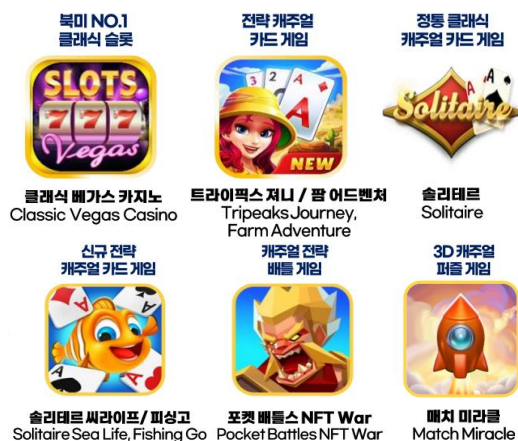 북미 NO.1
클래식 슬롯
SLOTS
777
Vegas
클래식 베가스 카지노
Classic Vegas Casino
전략 캐주얼
카드 게임
3 2 A
A
NEW
트라이픽스 져니 / 팜 어드벤처
Tripeaks Journey,
Farm Adventure
정통 클래식
캐주얼 카드 게임
A A
Solitaire
솔리테르
Solitaire
신규 전략
캐주얼 카드 게임
A A
A A
솔리테르 씨라이프/ 피싱고
Solitaire Sea Life, Fishing Go
캐주얼 전략
배틀 게임
포켓 배틀스 NFT War
Pocket Battles NFT War
3D 캐주얼
퍼즐 게임
매치 미라클
Match Miracle